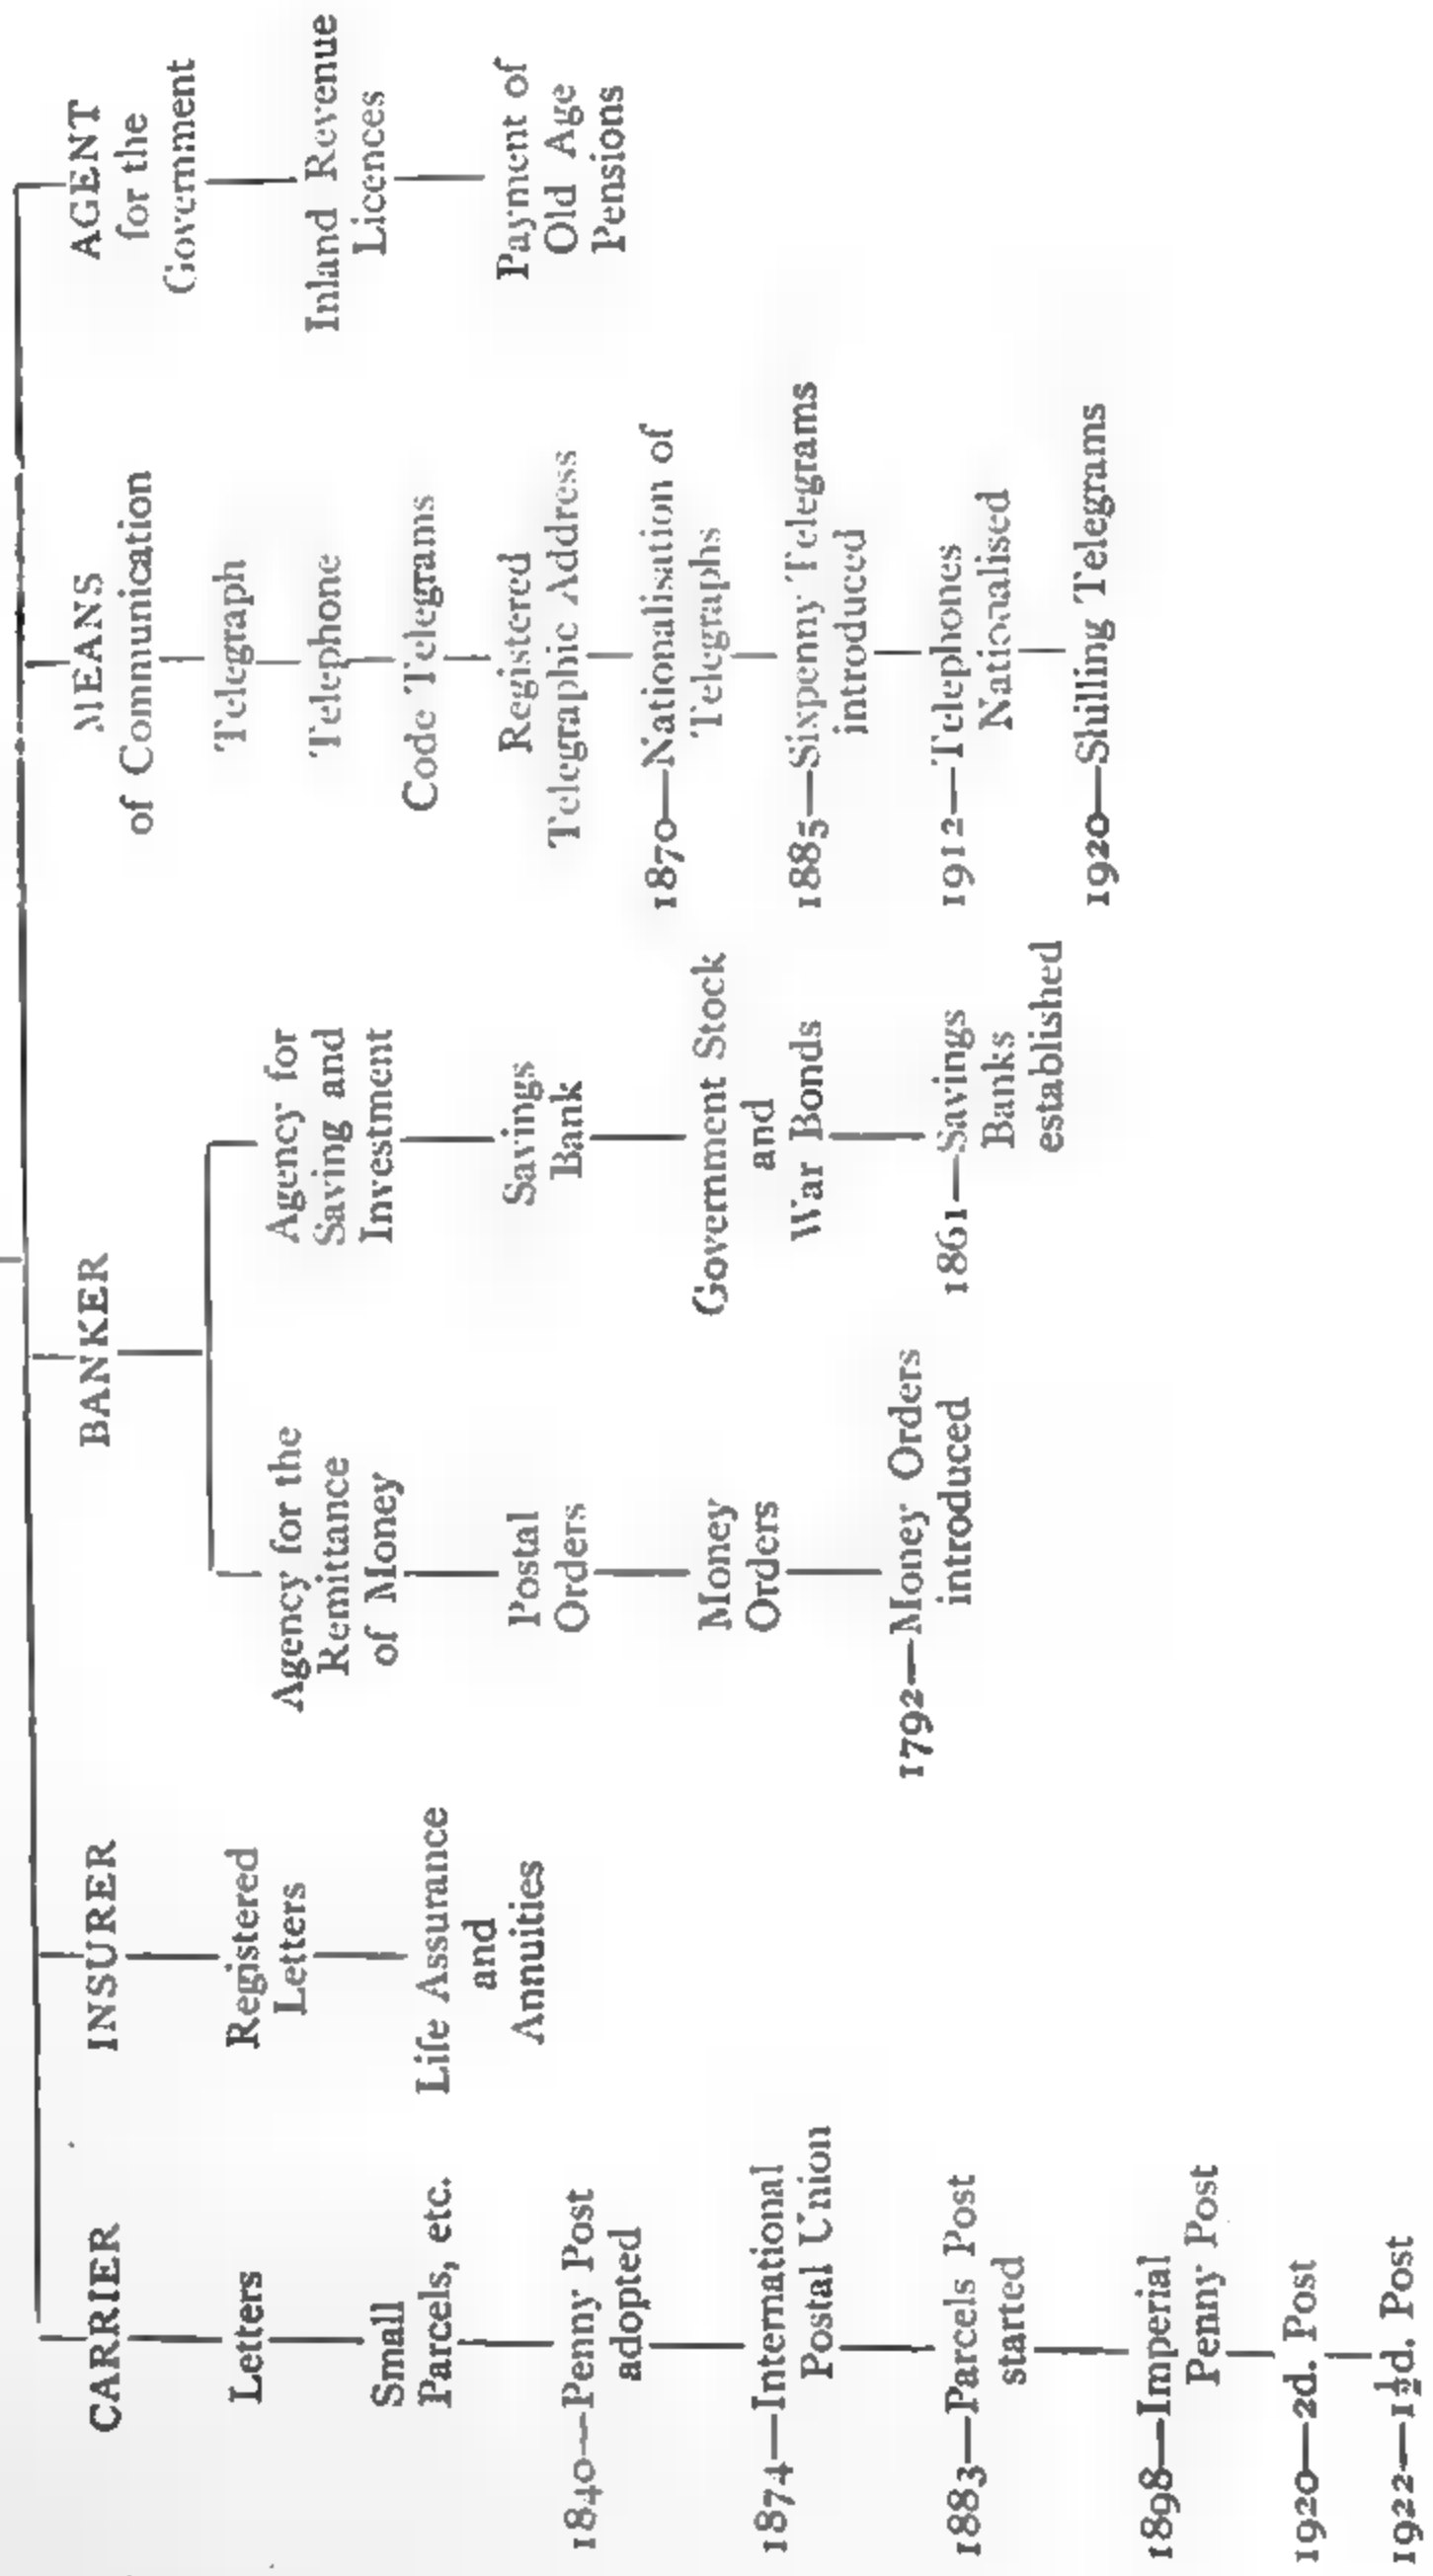 CARRIER
Letters
Small
Parcels, etc.
1840—Penny Post
adopted
1874—International
Postal Union
1883—Parcels Post
started
1898—Imperial
Penny Post
1920—2d. Post
1922—1½d. Post
INSURER
Registered
Letters
Life Assurance
and
Annuities
BANKER
Agency for the
Remittance
of Money
Postal
Orders
Money
Orders
1792—Money Orders
introduced
Agency for
Saving and
Investment
Savings
Bank
Government Stock
and
War Bonds
1861—Savings
Banks
established
MEANS
of Communication
Telegraph
Telephone
Code Telegrams
Registered
Telegraphic Address
1870—Nationalisation of
Telegraphs
1885—Sixpenny Telegrams
introduced
1912—Telephones
Nationalised
1920—Shilling Telegrams
AGENT
for the
Government
Inland Revenue
Licences
Payment of
Old Age
Pensions